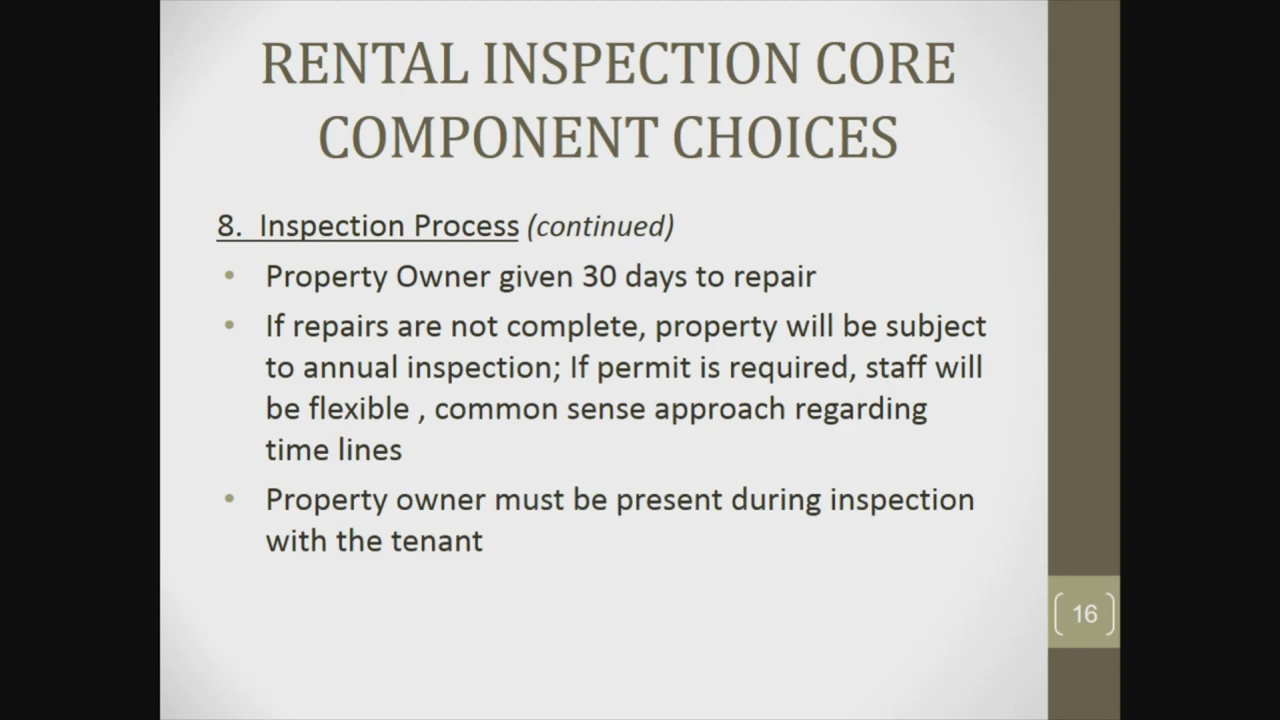 RENTAL INSPECTION CORE
COMPONENT CHOICES
8. Inspection Process (continued)
• Property Owner given 30 days to repair
• If repairs are not complete, property will be subject
to annual inspection; If permit is required, staff will
be flexible , common sense approach regarding
time lines
• Property owner must be present during inspection
with the tenant
16